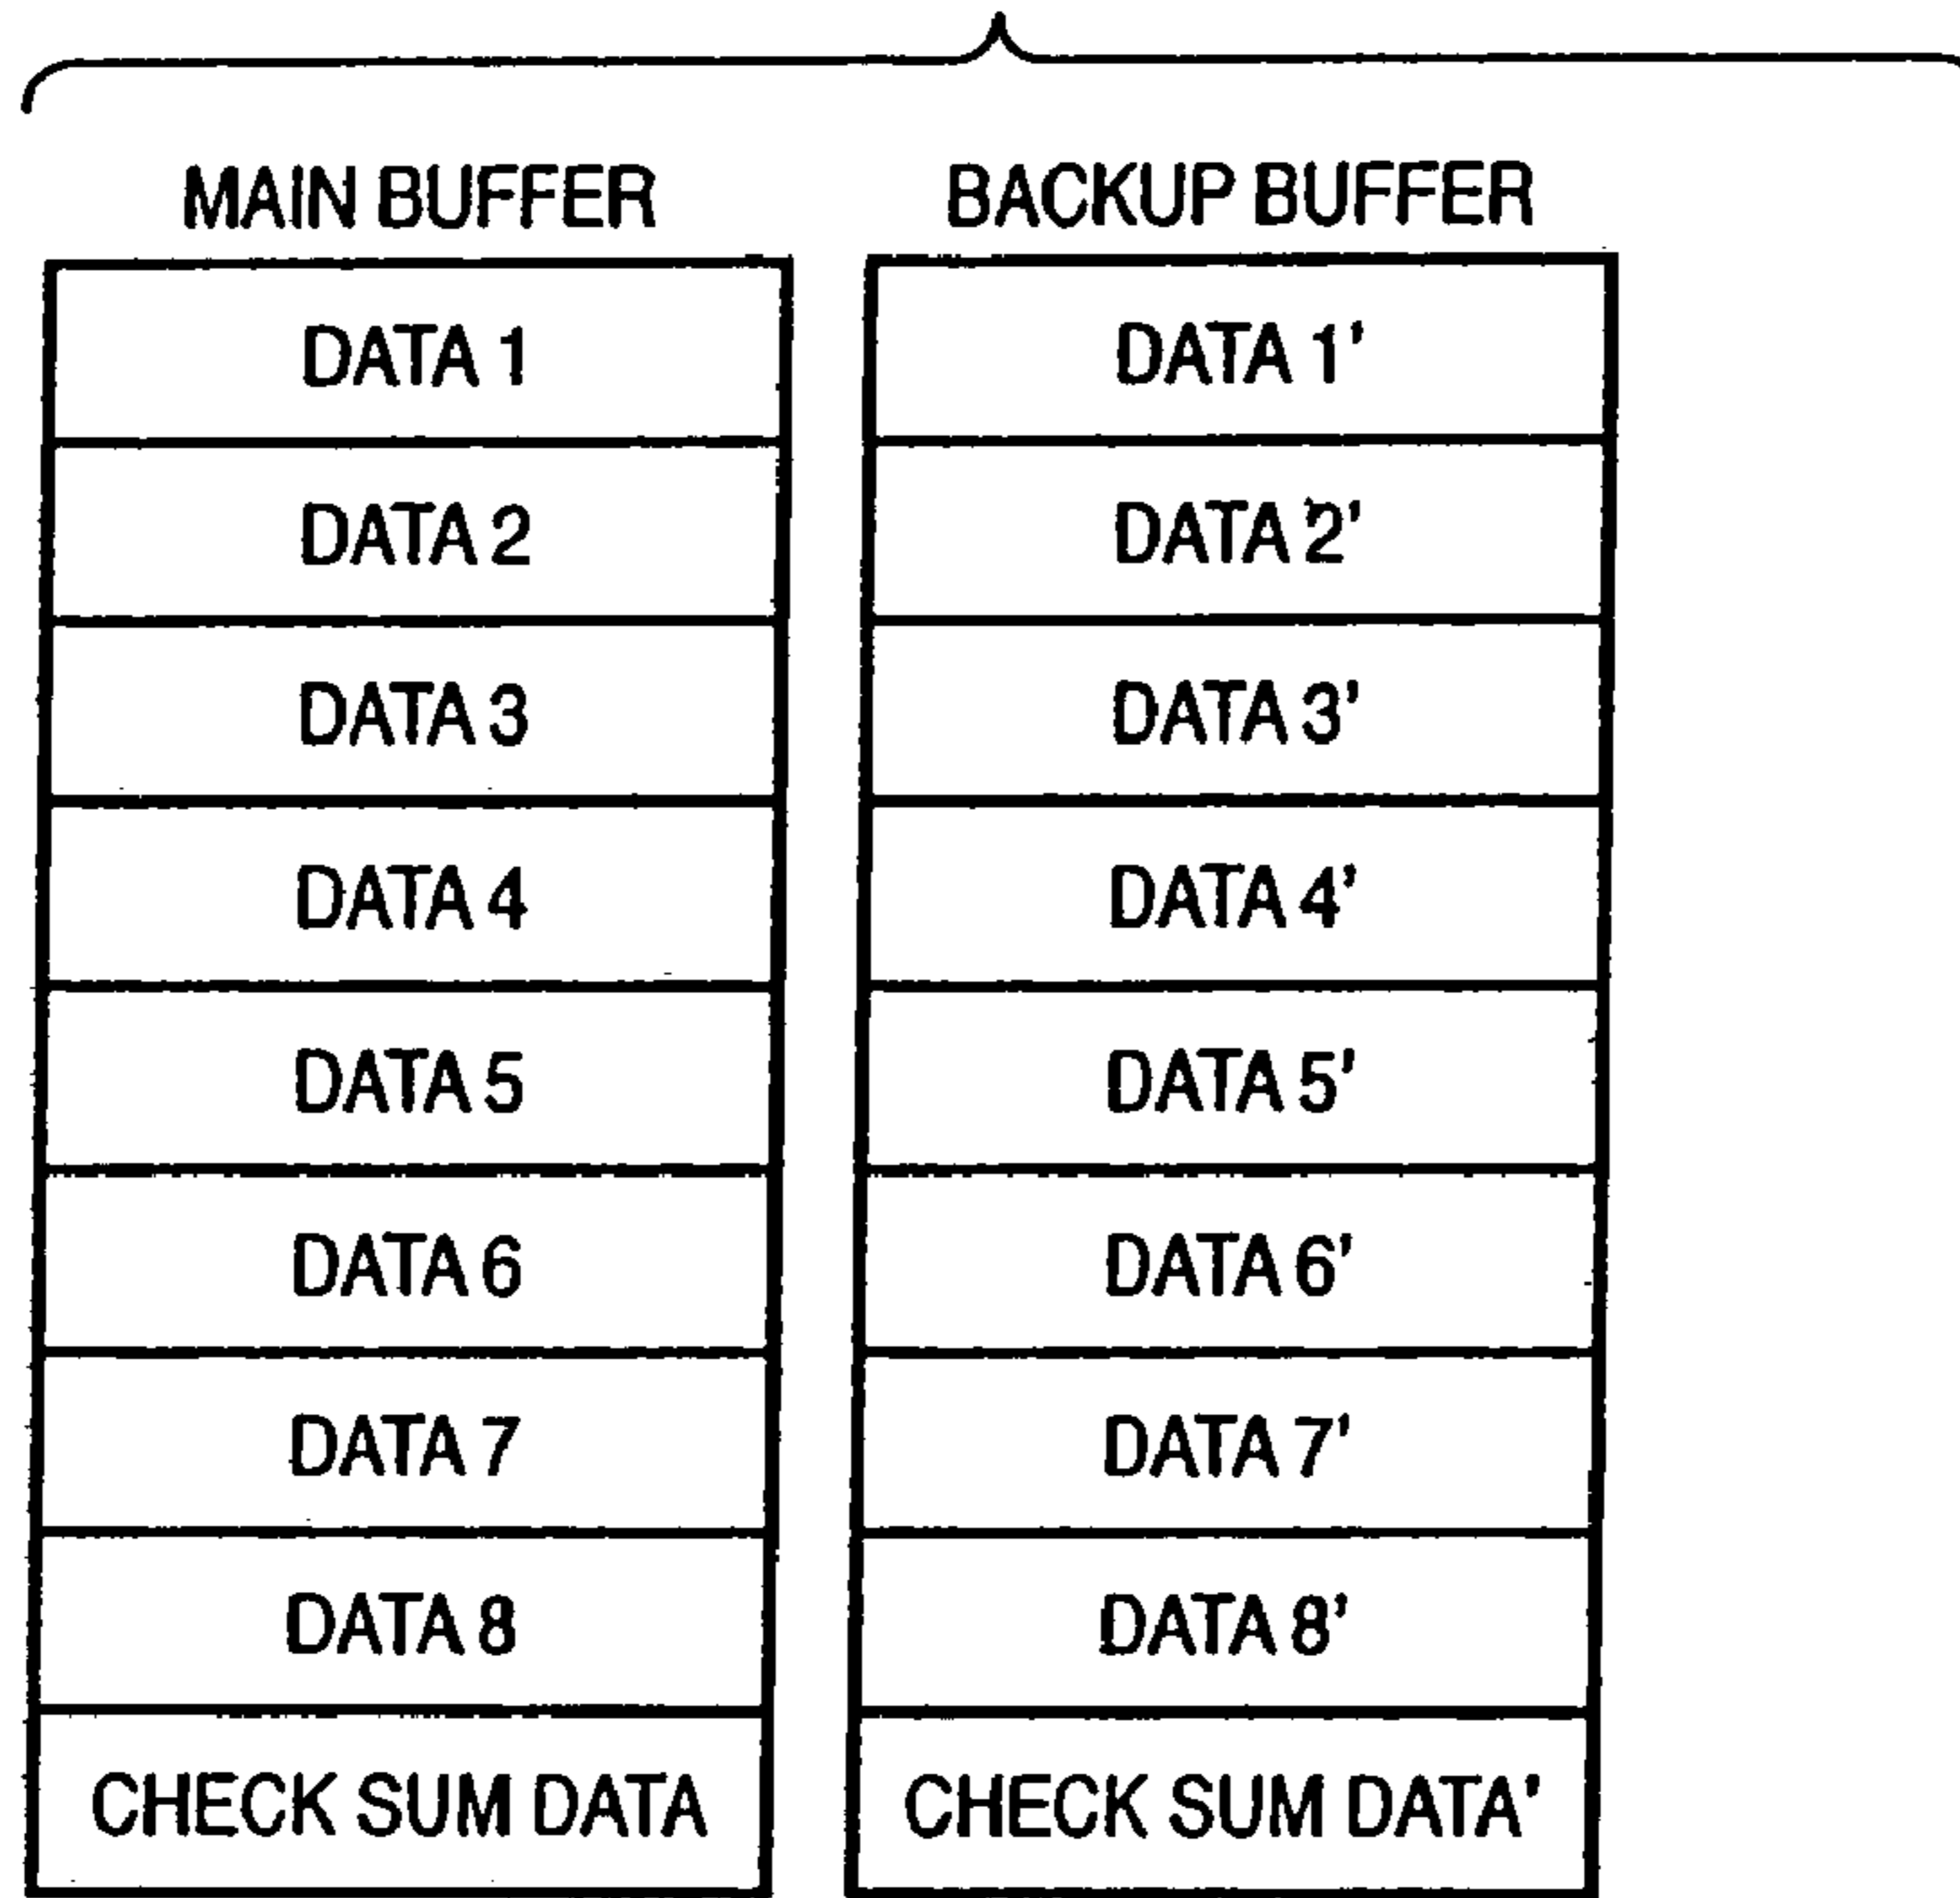 MAIN BUFFER BACKUP BUFFER
DATA 1 DATA 1'
DATA 2 DATA 2'
DATA 3 DATA 3'
DATA 4 DATA 4'
DATA 5 DATA 5'
DATA 6 DATA 6'
DATA 7 DATA 7'
DATA 8 DATA 8'
CHECK SUM DATA CHECK SUM DATA'